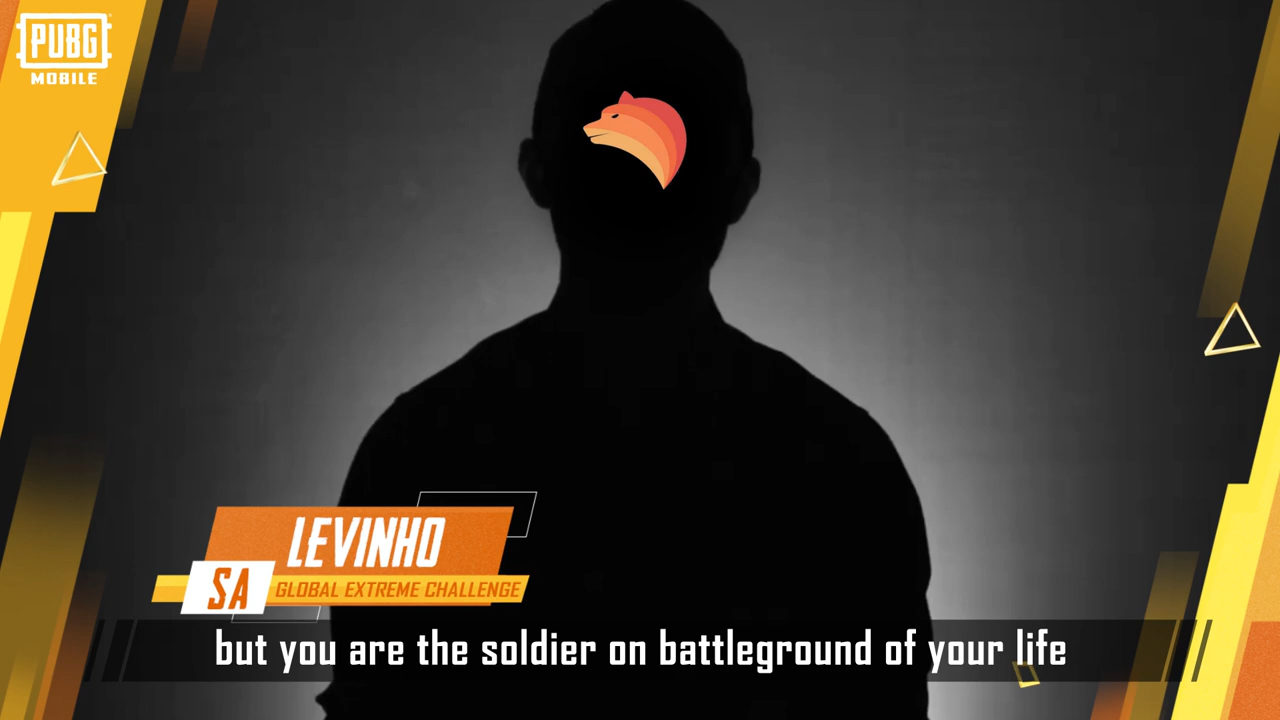 PUBG
MOBILE
LEVINHO
SA
GLOBAL EXTREME CHALLENGE
but you are the soldier on battleground of your life